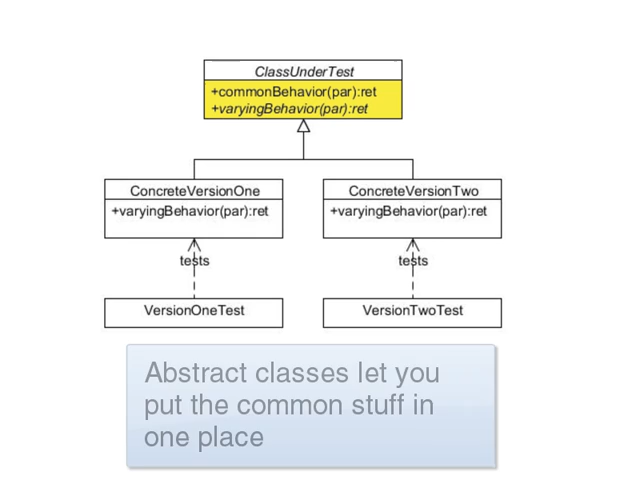 ClassUnderTest
+commonBehavior(par):ret
+varyingBehavior(par):ret
ConcreteVersionOne
+varyingBehavior(par):ret
ConcreteVersionTwo
+varyingBehavior(par):ret
tests
tests
VersionOneTest
VersionTwoTest
Abstract classes let you
put the common stuff in
one place